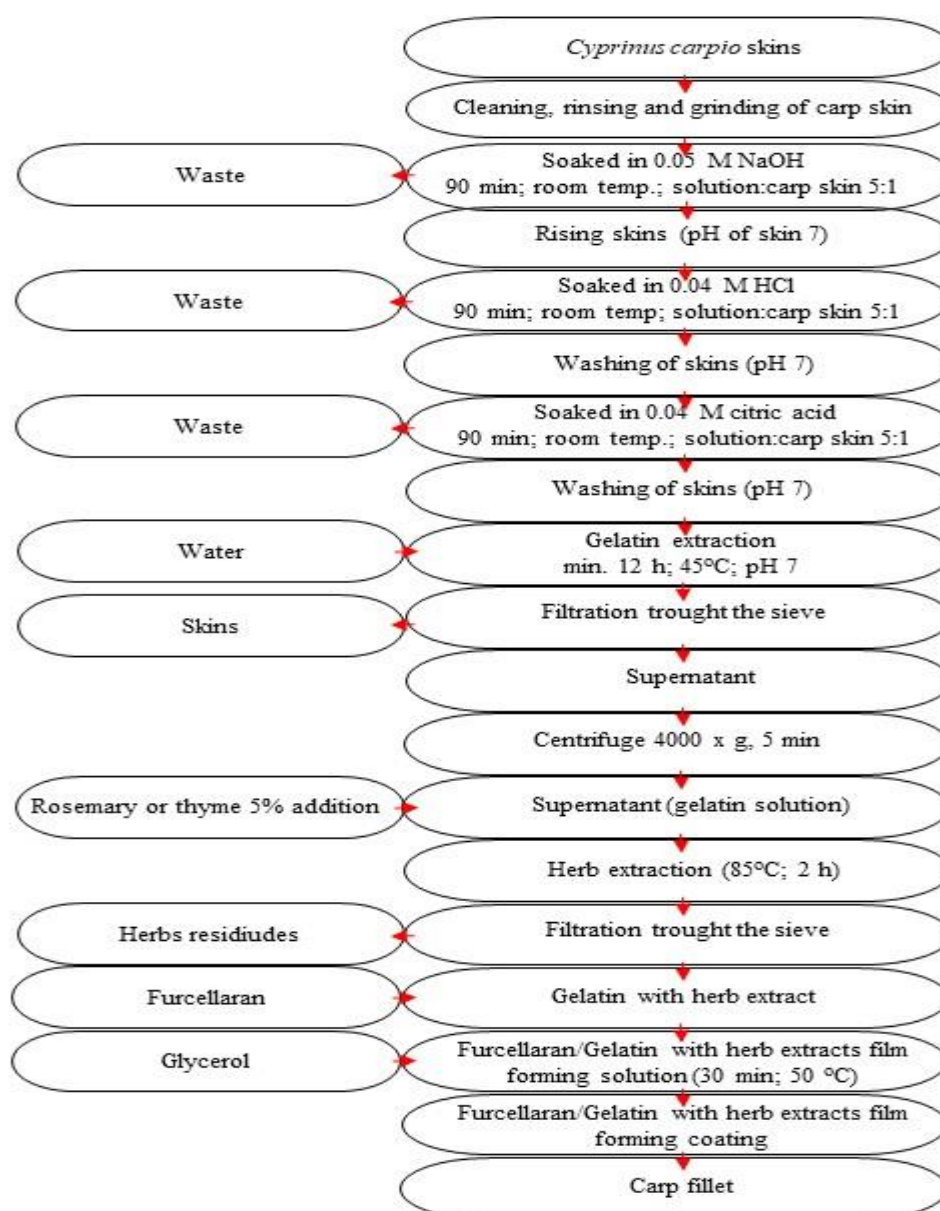 Cyprinus carpio skins
Cleaning, rinsing and grinding of carp skin
Waste
Soaked in 0.05 M NaOH
90 min; room temp.; solution:carp skin 5:1
Rising skins (pH of skin 7)
Waste
Soaked in 0.04 M HCl
90 min; room temp; solution:carp skin 5:1
Washing of skins (pH 7)
Waste
Soaked in 0.04 M citric acid
90 min; room temp.; solution:carp skin 5:1
Washing of skins (pH 7)
Water
Gelatin extraction
min. 12 h; 45°C; pH 7
Skins
Filtration trought the sieve
Supernatant
Centrifuge 4000 x g, 5 min
Rosemary or thyme 5% addition
Supernatant (gelatin solution)
Herb extraction (85°C; 2 h)
Herbs residiudes
Filtration trought the sieve
Furcellaran
Gelatin with herb extract
Glycerol
Furcellaran/Gelatin with herb extracts film
forming solution (30 min; 50 °C)
Furcellaran/Gelatin with herb extracts film
forming coating
Carp fillet